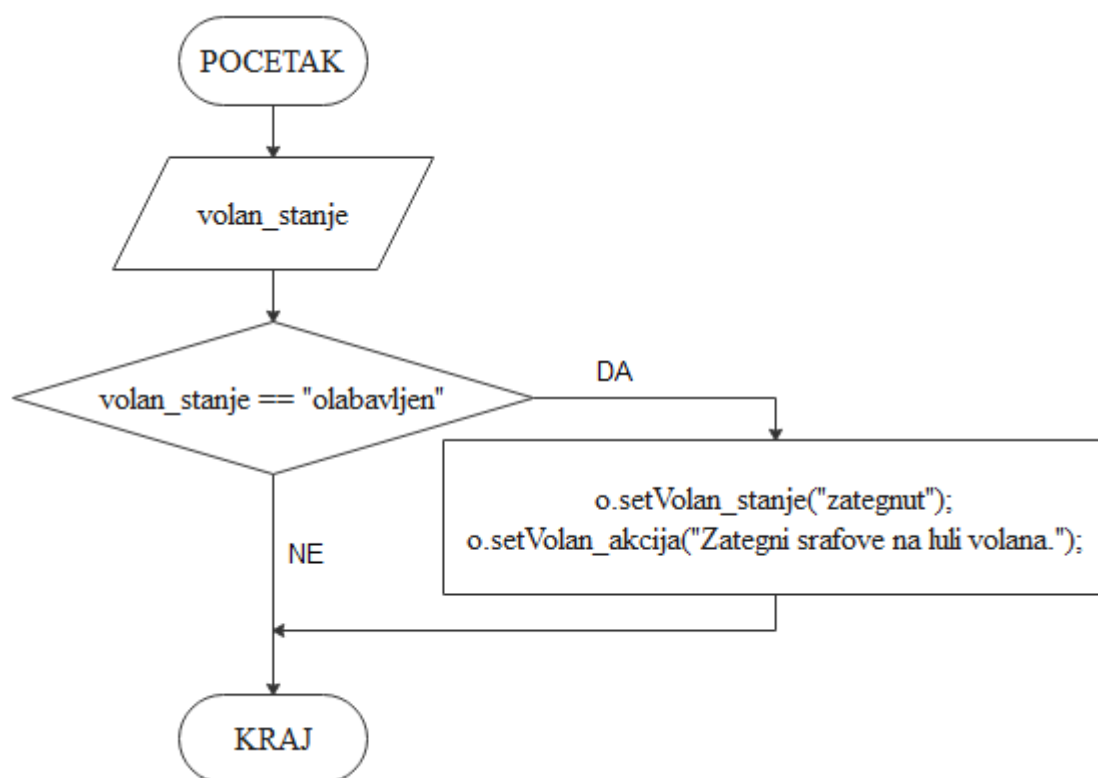 POCETAK
volan_stanje
volan_stanje == "olabavljen"
DA
o.setVolan_stanje("zategnut");
o.setVolan_akcija("Zategni srafove na luli volana.");
NE
KRAJ